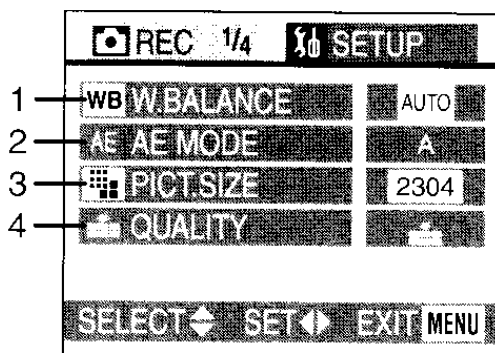 REC 1/4 SETUP
1 WB W.BALANCE AUTO
2 AE AE MODE A
3 PICT.SIZE 2304
4 QUALITY
SELECT SET EXIT MENU